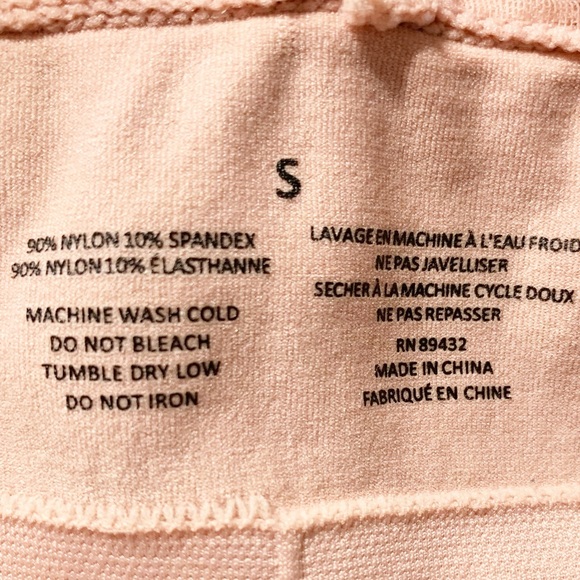 S
90% NYLON 10% SPANDEX
90% NYLON 10% ÉLASTHANNE
MACHINE WASH COLD
DO NOT BLEACH
TUMBLE DRY LOW
DO NOT IRON
LAVAGE EN MACHINE À L'EAU FROID
NE PAS JAVELLISER
SECHER À LA MACHINE CYCLE DOUX
NE PAS REPASSER
RN 89432
MADE IN CHINA
FABRIQUÉ EN CHINE